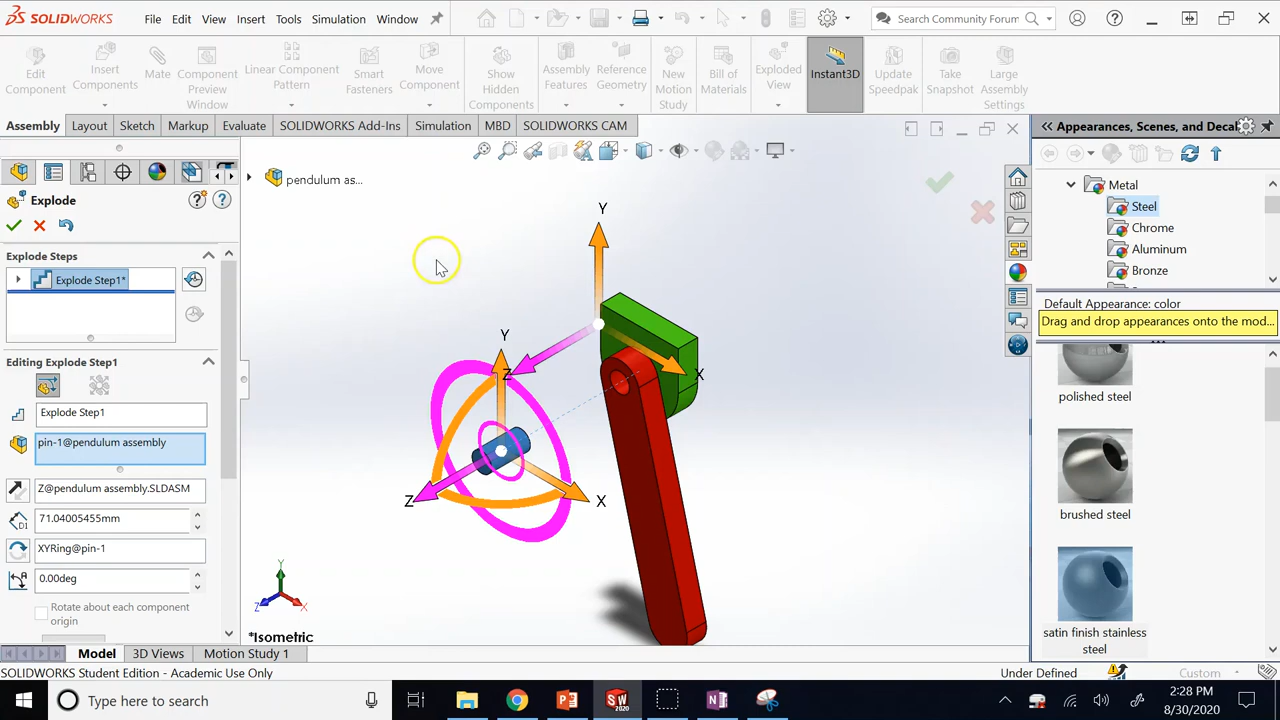 SOLIDWORKS File Edit View Insert Tools Simulation Window Search Community Forum
Edit Component
Insert Components
Mate
Component Preview Window
Linear Component Pattern
Smart Fasteners
Move Component
Show Hidden Components
Assembly Features
Reference Geometry
New Motion Study
Bill of Materials
Exploded View
Instant3D
Update Speedpak
Take Snapshot
Large Assembly Settings
Assembly Layout Sketch Markup Evaluate SOLIDWORKS Add-Ins Simulation MBD SOLIDWORKS CAM
Appearances, Scenes, and Decal
pendulum as...
Explode
Explode Steps
Explode Step1*
Editing Explode Step1
Explode Step1
pin-1@pendulum assembly
Z@pendulum assembly.SLDASM
D1
71.04005455mm
XYRing@pin-1
0.00deg
Rotate about each component
origin
Y
Z
X
Y
Z
X
Y
Z
X
*Isometric
Metal
Steel
Chrome
Aluminum
Bronze
Default Appearance: color
Drag and drop appearances onto the mod...
polished steel
brushed steel
satin finish stainless
steel
Model 3D Views Motion Study 1
SOLIDWORKS Student Edition - Academic Use Only Under Defined Custom
Type here to search
SW
2020
2:28 PM
8/30/2020